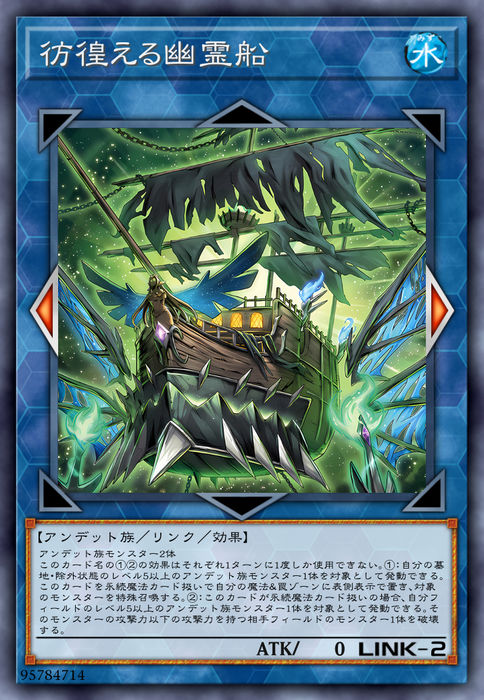 彷徨える幽霊船
みず
水
【アンデット族／リンク／効果】
アンデット族モンスター2体
このカード名の①②の効果はそれぞれ1ターンに1度しか使用できない。①：自分の墓
地・除外状態のレベル5以上のアンデット族モンスター1体を対象として発動できる。
このカードを永続魔法カード扱いで自分の魔法&罠ゾーンに表側表示で置き、対象
のモンスターを特殊召喚する。②：このカードが永続魔法カード扱いの場合、自分フ
ィールドのレベル5以上のアンデット族モンスター1体を対象として発動できる。そ
のモンスターの攻撃力以下の攻撃力を持つ相手フィールドのモンスター1体を破壊
する。
ATK/ 0 LINK-2
95784714